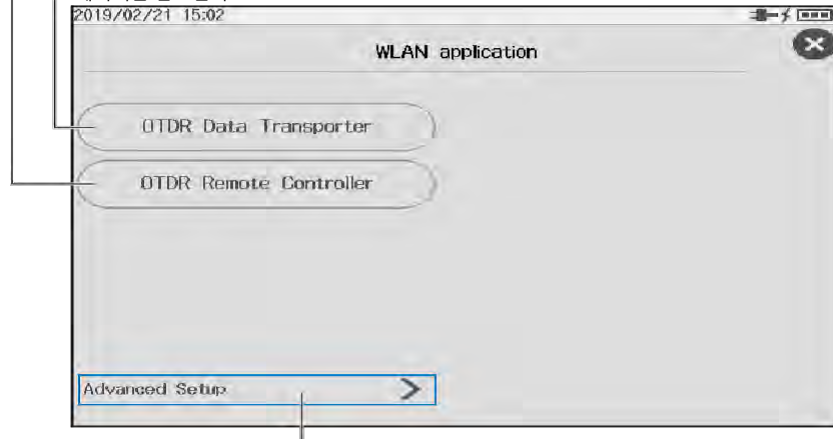 2019/02/21 15:02
WLAN application
OTDR Data Transporter
OTDR Remote Controller
Advanced Setup